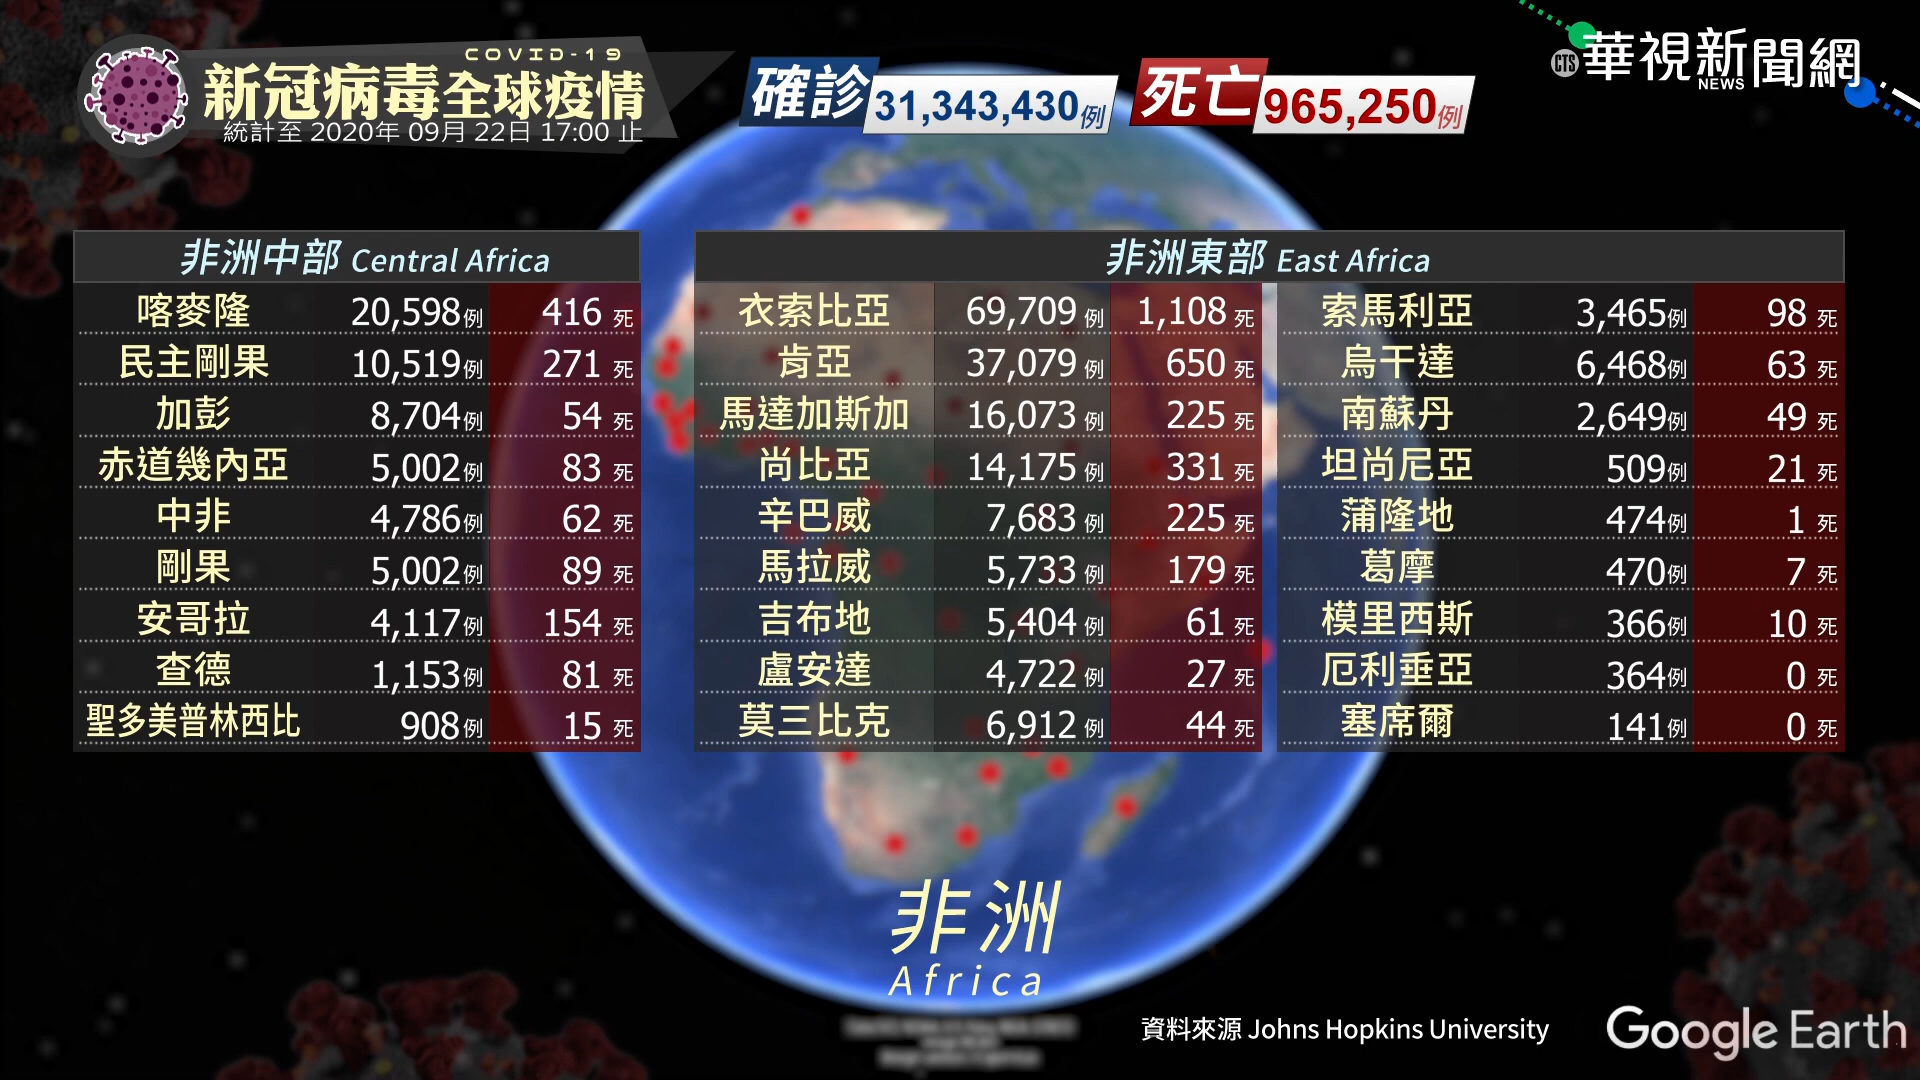 COVID-19
新冠病毒全球疫情
統計至 2020年 09月 22日 17:00 止
確診 31,343,430例
死亡 965,250例
CTS 華視新聞網
NEWS
非洲中部 Central Africa
喀麥隆 20,598例 416 死
民主剛果 10,519例 271 死
加彭 8,704例 54 死
赤道幾內亞 5,002例 83 死
中非 4,786例 62 死
剛果 5,002例 89 死
安哥拉 4,117例 154 死
查德 1,153例 81 死
聖多美普林西比 908例 15 死
非洲東部 East Africa
衣索比亞 69,709 例 1,108 死
肯亞 37,079 例 650 死
馬達加斯加 16,073 例 225 死
尚比亞 14,175 例 331 死
辛巴威 7,683 例 225 死
馬拉威 5,733 例 179 死
吉布地 5,404 例 61 死
盧安達 4,722 例 27 死
莫三比克 6,912 例 44 死
索馬利亞 3,465例 98 死
烏干達 6,468例 63 死
南蘇丹 2,649例 49 死
坦尚尼亞 509例 21 死
蒲隆地 474例 1 死
葛摩 470例 7 死
模里西斯 366例 10 死
厄利垂亞 364例 0 死
塞席爾 141例 0 死
非洲
Africa
資料來源 Johns Hopkins University
Google Earth